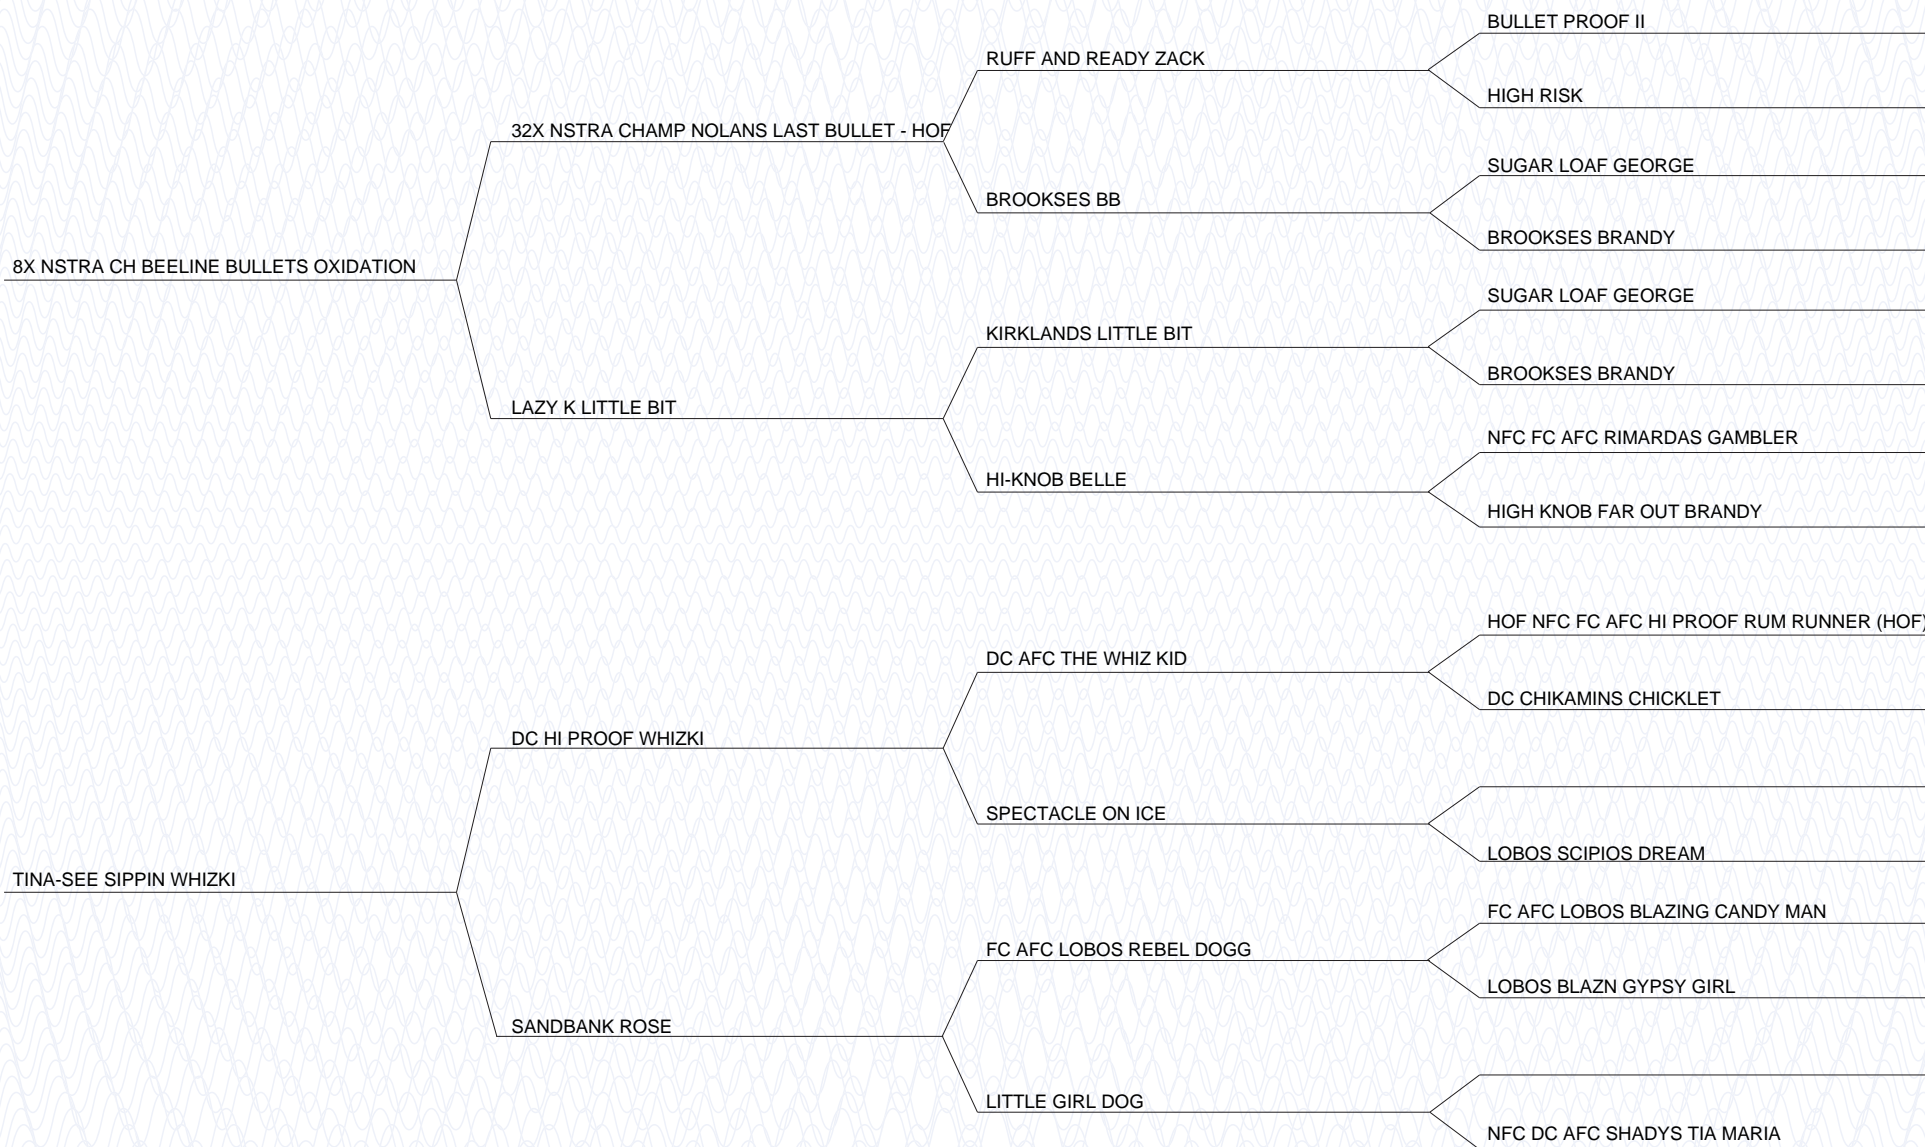 BULLET PROOF II
RUFF AND READY ZACK
HIGH RISK
32X NSTRA CHAMP NOLANS LAST BULLET - HOF
SUGAR LOAF GEORGE
BROOKSES BB
BROOKSES BRANDY
8X NSTRA CH BEELINE BULLETS OXIDATION
SUGAR LOAF GEORGE
KIRKLANDS LITTLE BIT
BROOKSES BRANDY
LAZY K LITTLE BIT
NFC FC AFC RIMARDAS GAMBLER
HI-KNOB BELLE
HIGH KNOB FAR OUT BRANDY
HOF NFC FC AFC HI PROOF RUM RUNNER (HOF)
DC AFC THE WHIZ KID
DC CHIKAMINS CHICKLET
DC HI PROOF WHIZKI
SPECTACLE ON ICE
LOBOS SCIPIOS DREAM
TINA-SEE SIPPIN WHIZKI
FC AFC LOBOS BLAZING CANDY MAN
FC AFC LOBOS REBEL DOGG
LOBOS BLAZN GYPSY GIRL
SANDBANK ROSE
LITTLE GIRL DOG
NFC DC AFC SHADYS TIA MARIA